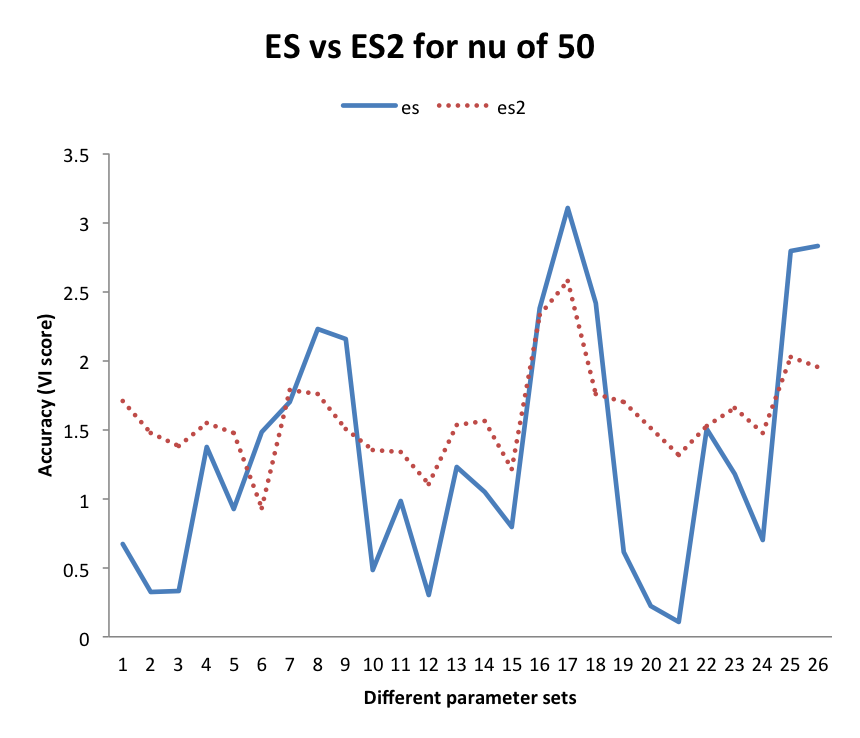 ES vs ES2 for nu of 50
es es2
3.5
3
2.5
2
1.5
1
0.5
0
Accuracy (VI score)
1 2 3 4 5 6 7 8 9 10 11 12 13 14 15 16 17 18 19 20 21 22 23 24 25 26
Different parameter sets